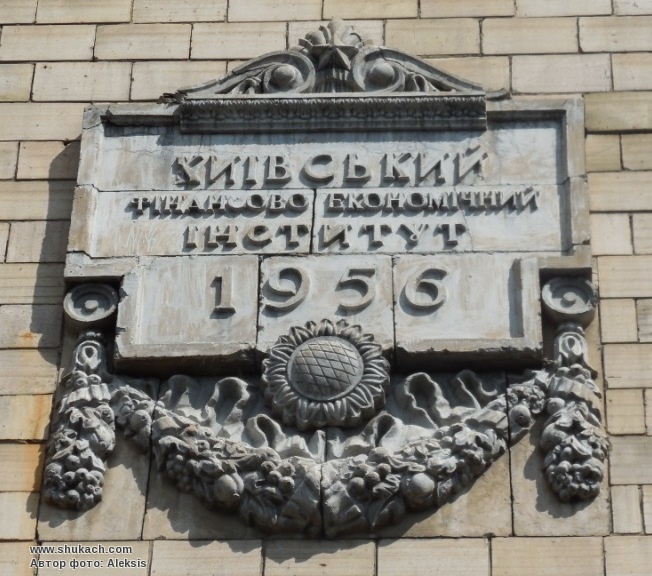 КИЇВСЬКИЙ
ФІНАНСОВО ЕКОНОМІЧНИЙ
ІНСТИТУТ
1956
www.shukach.com
Автор фото: Aleksis